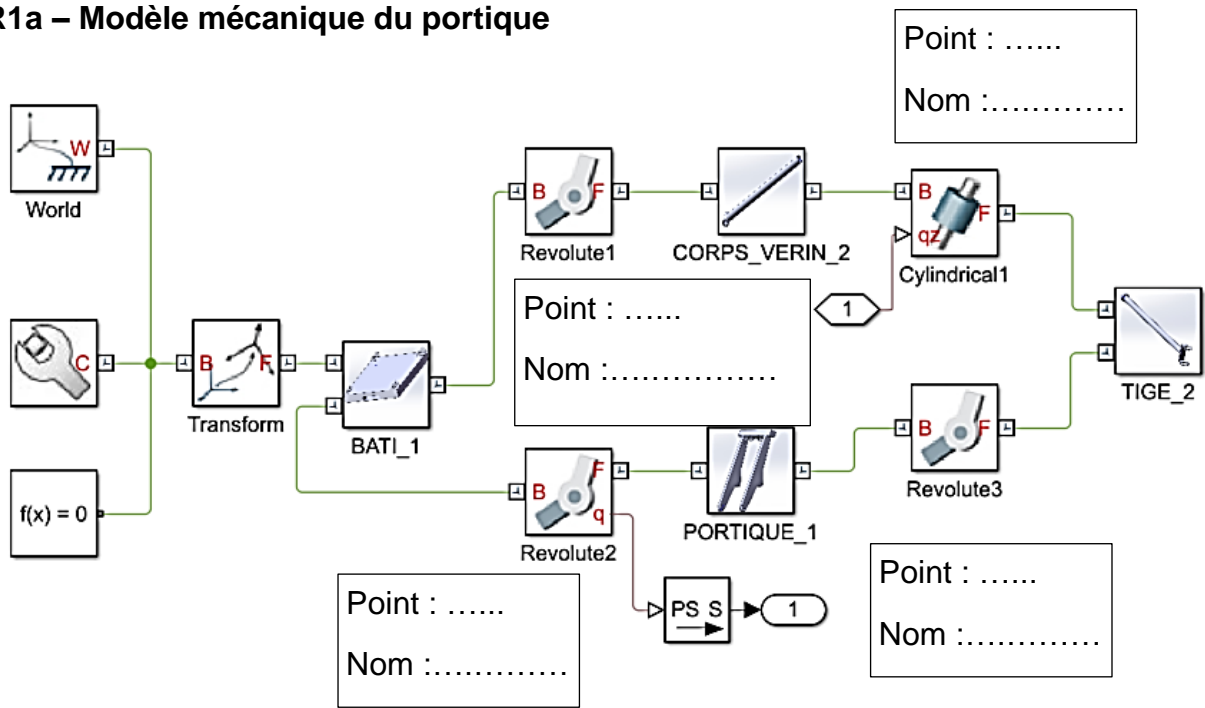 R1a – Modèle mécanique du portique
Point : …...
Nom :…..………
W
World
B
F
Revolute1
CORPS_VERIN_2
B
F
qz
Cylindrical1
Point : …...
Nom :….…………
1
C
B
F
Transform
BATI_1
TIGE_2
B
F
Revolute3
f(x) = 0
B
F
q
Revolute2
PORTIQUE_1
PS S
1
Point : …...
Nom :…..………
Point : …...
Nom :…..………